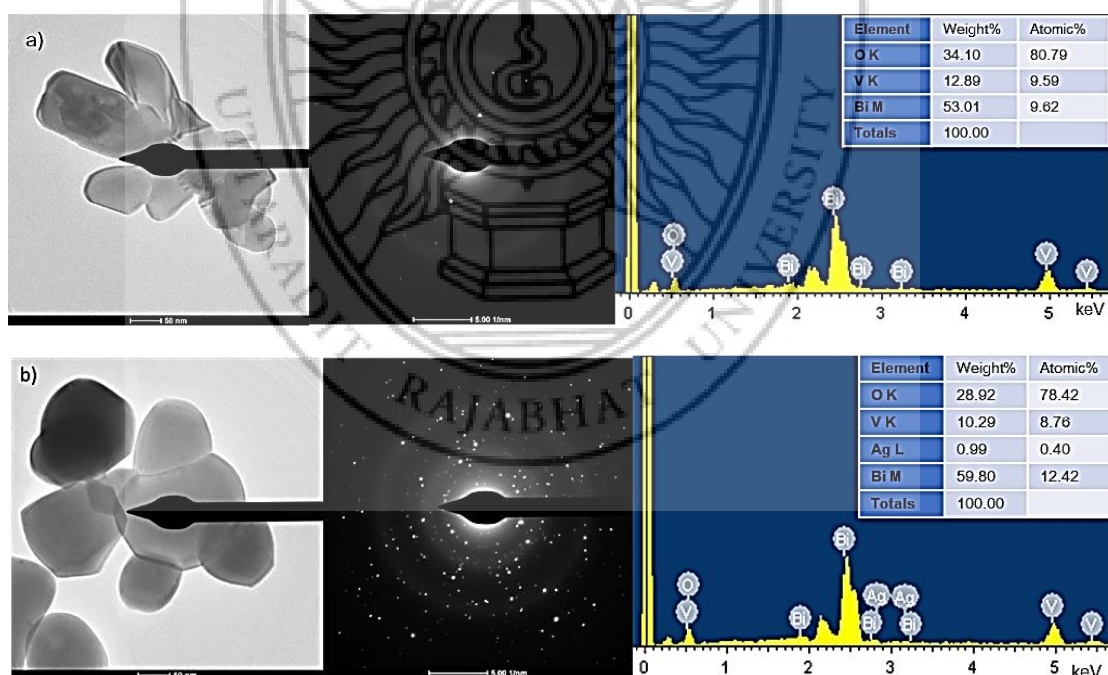 a)
Element Weight% Atomic%
O K 34.10 80.79
V K 12.89 9.59
Bi M 53.01 9.62
Totals 100.00
Bi
O
V Bi Bi Bi V V
50 nm
5.00 1/nm
0 1 2 3 4 5 keV
UTTARADIT RAJABHAT UNIVERSITY
b)
Element Weight% Atomic%
O K 28.92 78.42
V K 10.29 8.76
Ag L 0.99 0.40
Bi M 59.80 12.42
Totals 100.00
Bi
O Ag Ag
V Bi Bi Bi V V
50 nm
5.00 1/nm
0 1 2 3 4 5 keV